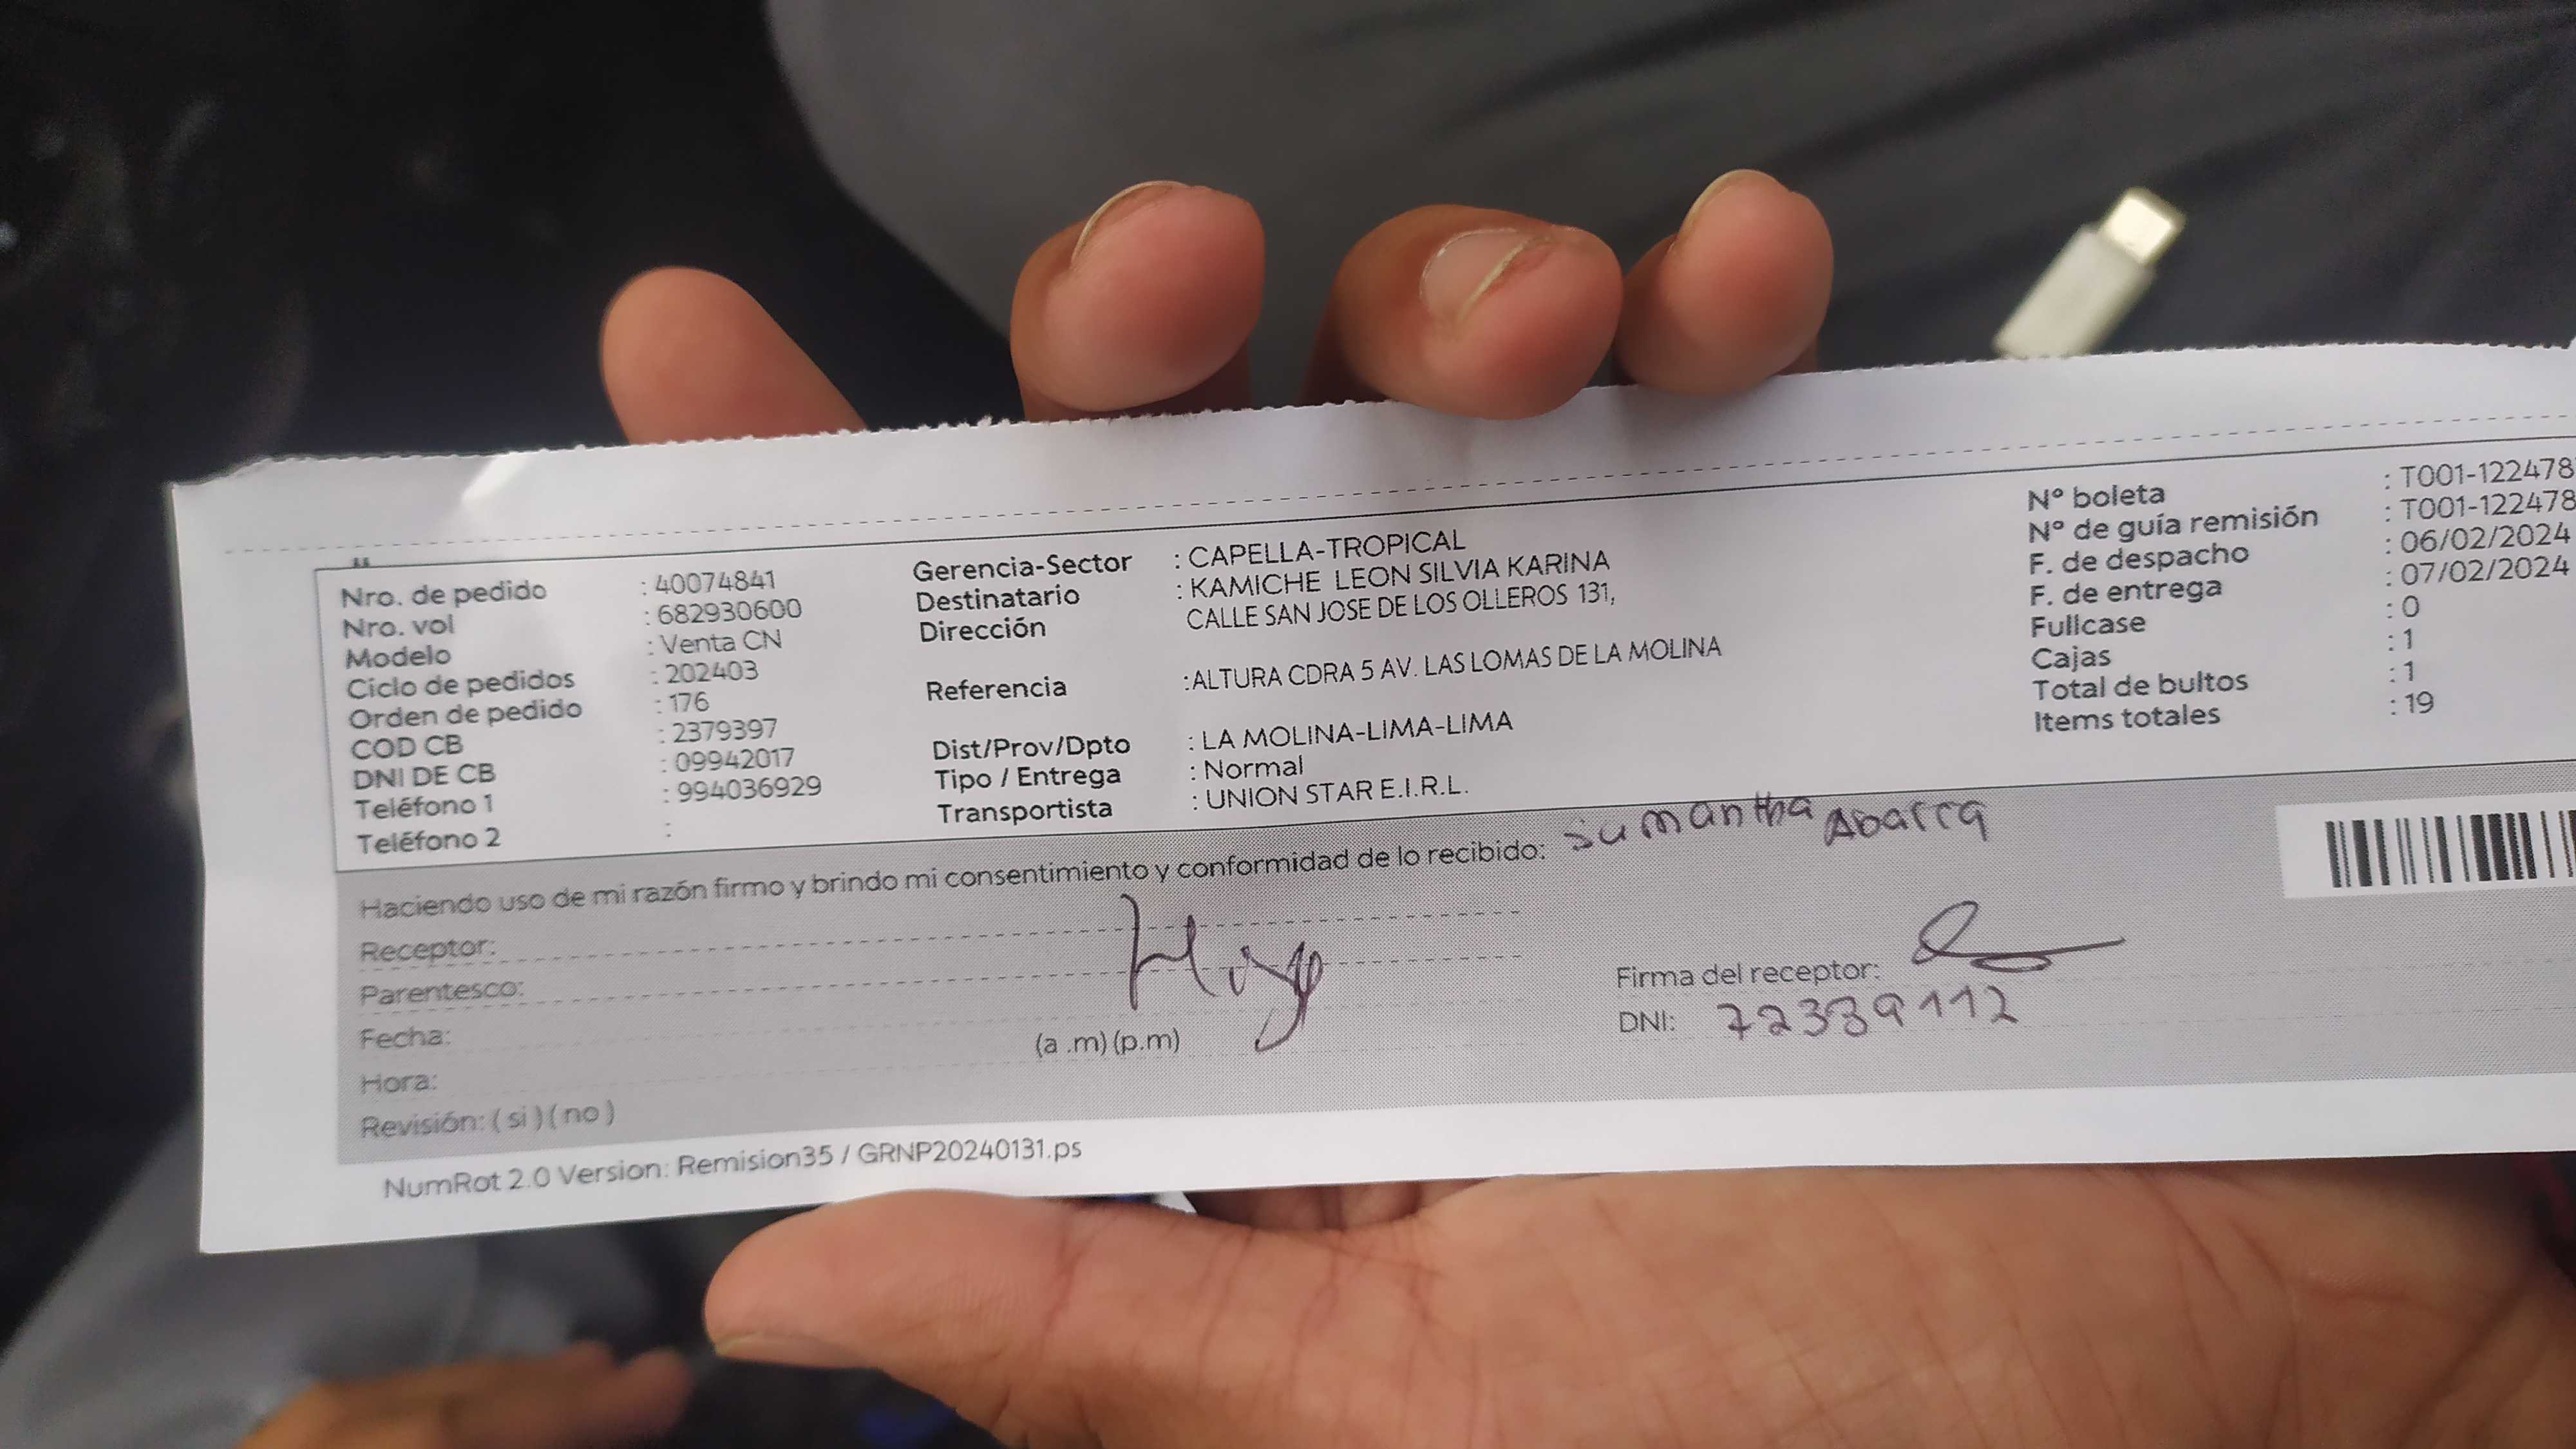 Nro. de pedido : 40074841
Nro. vol : 682930600
Modelo : Venta CN
Ciclo de pedidos : 202403
Orden de pedido : 176
COD CB : 2379397
DNI DE CB : 09942017
Teléfono 1 : 994036929
Teléfono 2 :
Gerencia-Sector : CAPELLA-TROPICAL
Destinatario : KAMICHE LEON SILVIA KARINA
Dirección CALLE SAN JOSE DE LOS OLLEROS 131,
Referencia :ALTURA CDRA 5 AV. LAS LOMAS DE LA MOLINA
Dist/Prov/Dpto : LA MOLINA-LIMA-LIMA
Tipo / Entrega : Normal
Transportista : UNION STAR E.I.R.L.
Nº boleta : T001-122478
Nº de guía remisión : T001-122478
F. de despacho : 06/02/2024
F. de entrega : 07/02/2024
Fullcase : 0
Cajas : 1
Total de bultos : 1
Items totales : 19
Haciendo uso de mi razón firmo y brindo mi consentimiento y conformidad de lo recibido: Samantha Abarca
Receptor:
Parentesco:
Fecha:
Hora: (a .m) (p.m)
Revisión: ( si ) ( no )
Firma del receptor:
DNI: 72339112
NumRot 2.0 Version: Remision35 / GRNP20240131.ps